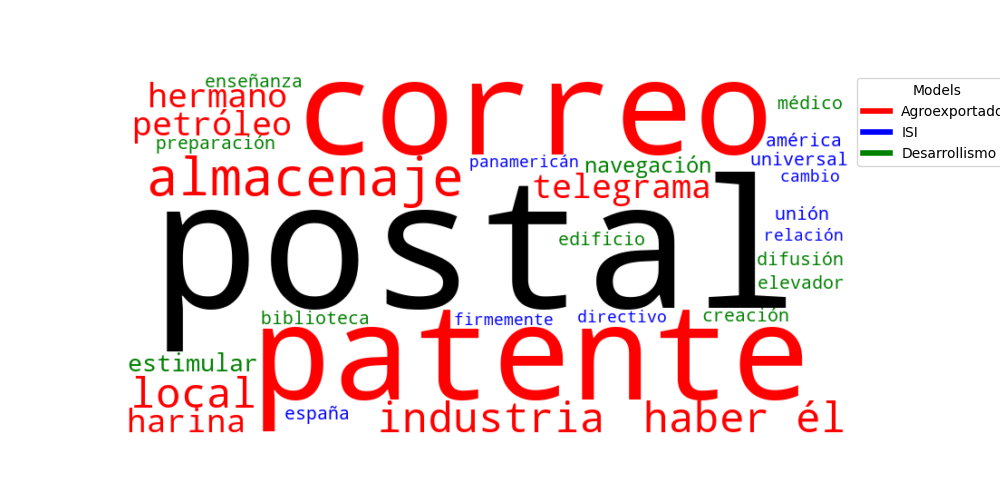 enseñanza
correo
hermano
médico
petróleo
preparación
américa
almacenaje
panamericán
navegación
universal
telegrama
cambio
postal
unión
edificio
relación
difusión
elevador
biblioteca
firmemente
directivo
creación
patente
estimular
local
harina
españa
industria
haber él
Models
Agroexportado
ISI
Desarrollismo